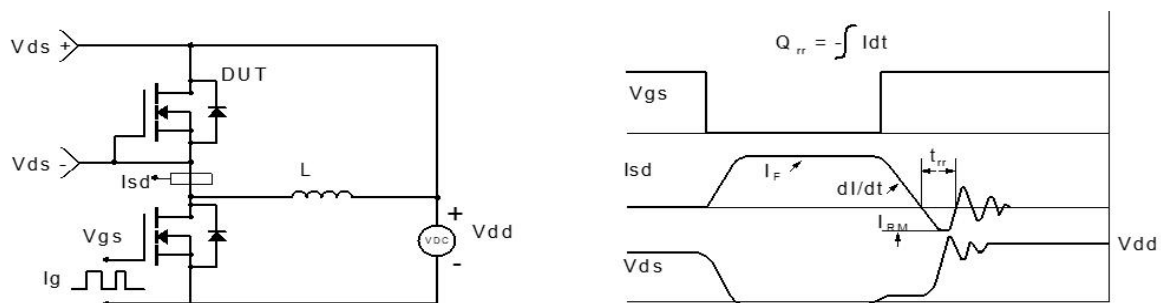 Vds +
DUT
Vds -
Isd
L
Vgs
Ig
VDC
+
-
Vdd
Q rr = -∫ Idt
Vgs
Isd
I F
t rr
dI/dt
I RM
Vds
Vdd